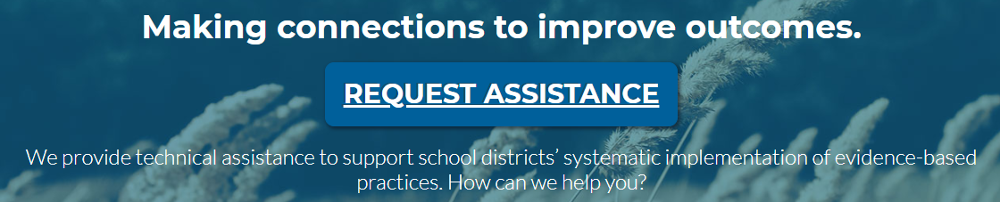 Making connections to improve outcomes.
REQUEST ASSISTANCE
We provide technical assistance to support school districts’ systematic implementation of evidence-based
practices. How can we help you?